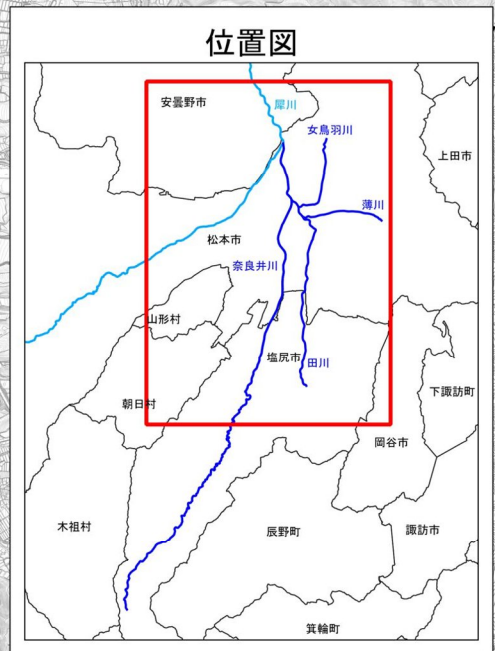 位置図
安曇野市
犀川
女鳥羽川
上田市
薄川
松本市
奈良井川
山形村
塩尻市
田川
朝日村
下諏訪町
岡谷市
木祖村
辰野町
諏訪市
箕輪町